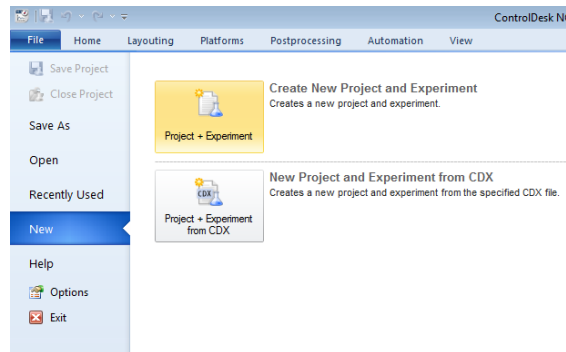 ControlDesk
File Home Layouting Platforms Postprocessing Automation View
Save Project
Close Project
Save As
Open
Recently Used
New
Help
Options
Exit
Project + Experiment
Create New Project and Experiment
Creates a new project and experiment.
CDX
Project + Experiment
from CDX
New Project and Experiment from CDX
Creates a new project and experiment from the specified CDX file.